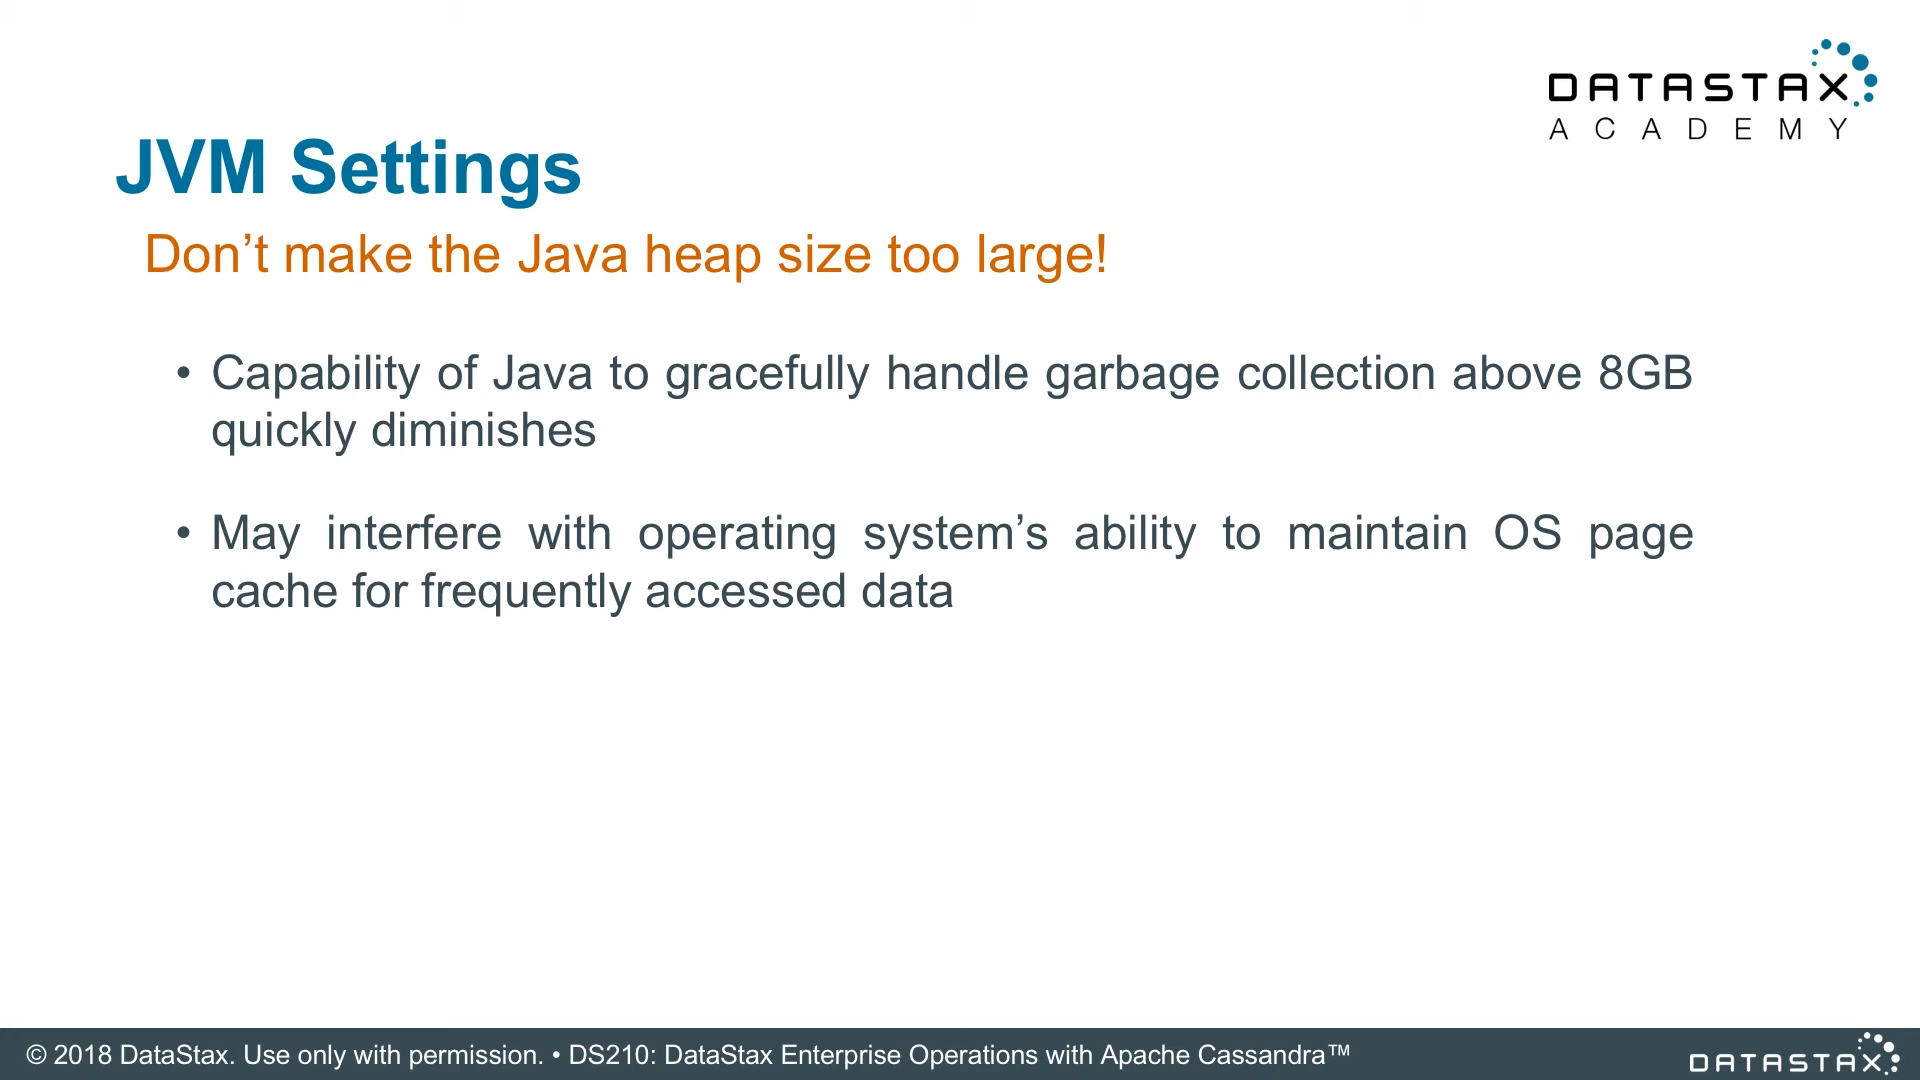 DATASTAX
ACADEMY
JVM Settings
Don’t make the Java heap size too large!
• Capability of Java to gracefully handle garbage collection above 8GB
quickly diminishes
• May interfere with operating system’s ability to maintain OS page
cache for frequently accessed data
© 2018 DataStax. Use only with permission. • DS210: DataStax Enterprise Operations with Apache Cassandra™
DATASTAX